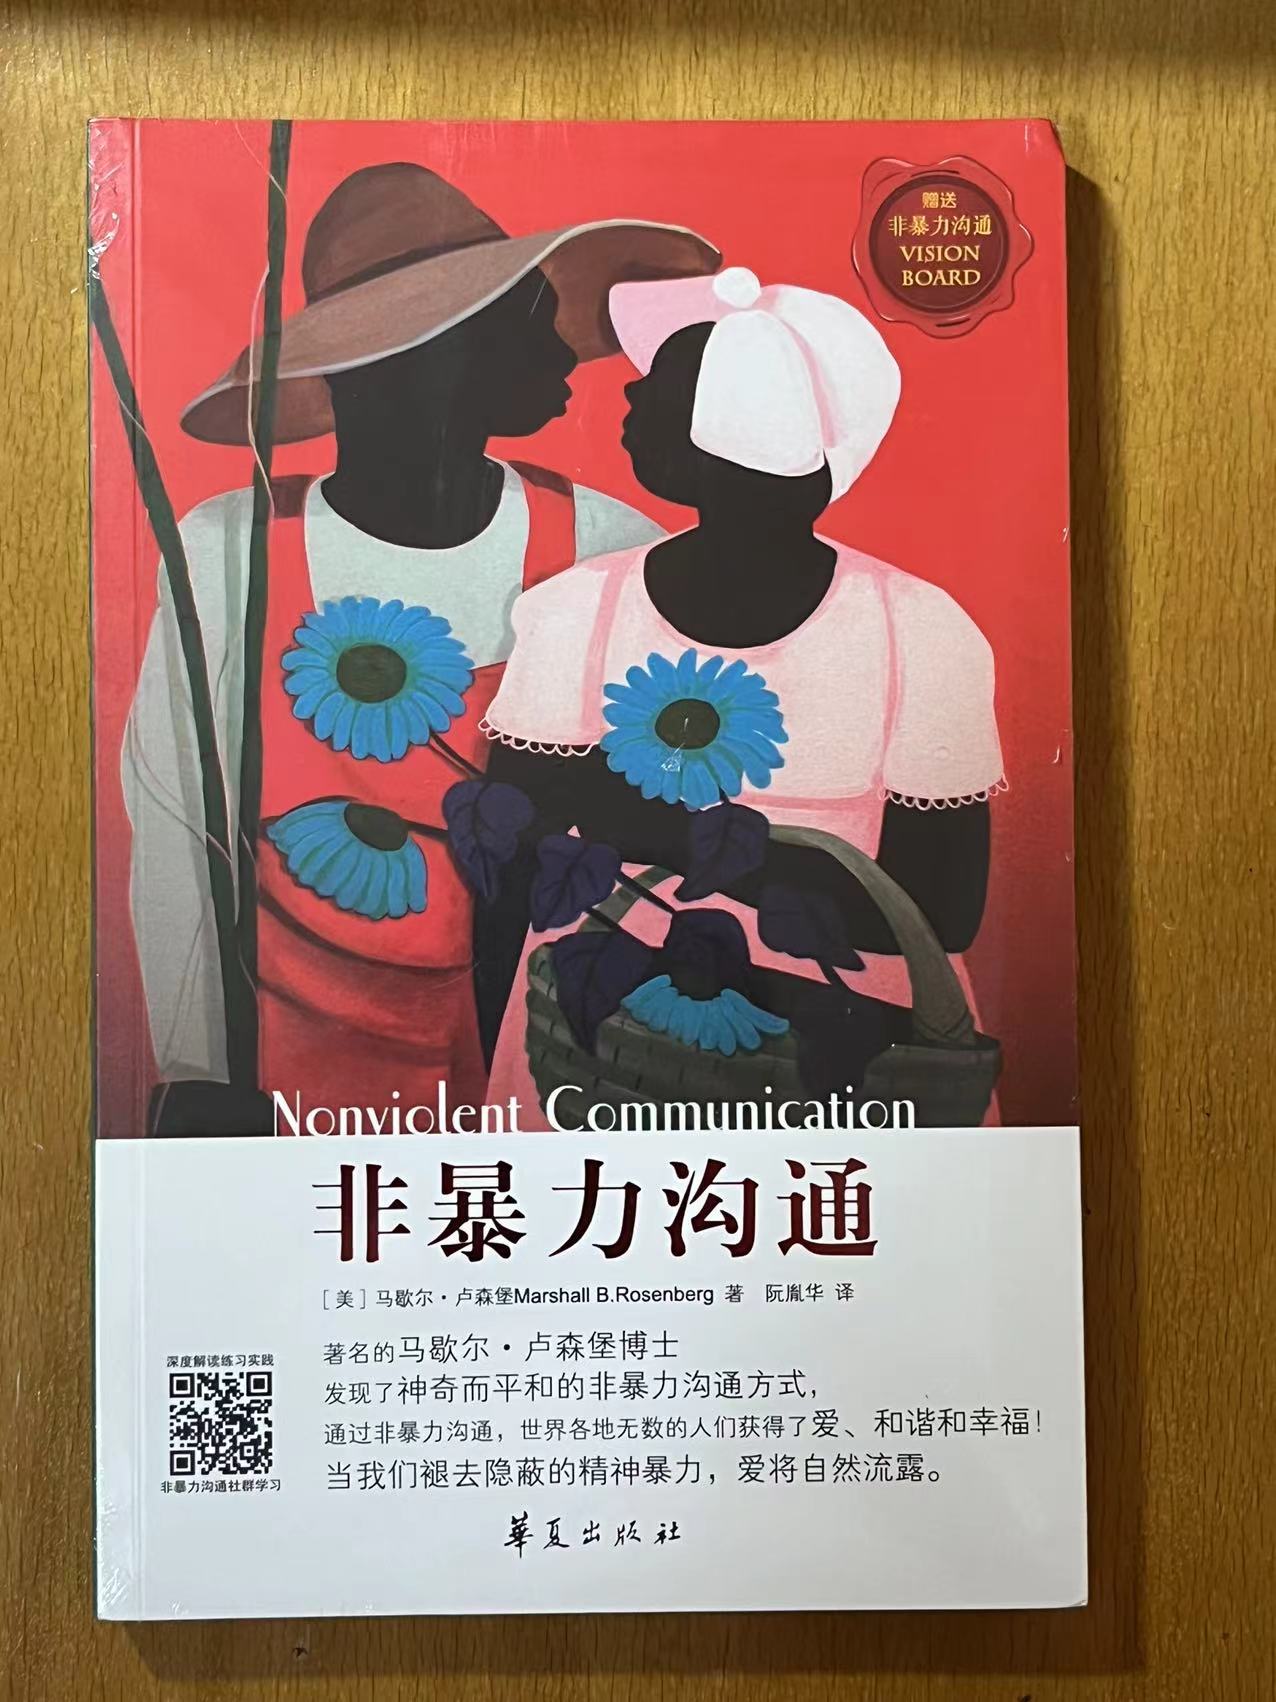 赠送
非暴力沟通
VISION
BOARD
Nonviolent Communication
非暴力沟通
［美］马歇尔·卢森堡Marshall B.Rosenberg 著 阮胤华 译
著名的马歇尔·卢森堡博士
发现了神奇而平和的非暴力沟通方式，
通过非暴力沟通，世界各地无数的人们获得了爱、和谐和幸福！
当我们褪去隐蔽的精神暴力，爱将自然流露。
深度解读练习实践
非暴力沟通社群学习
華夏出版社